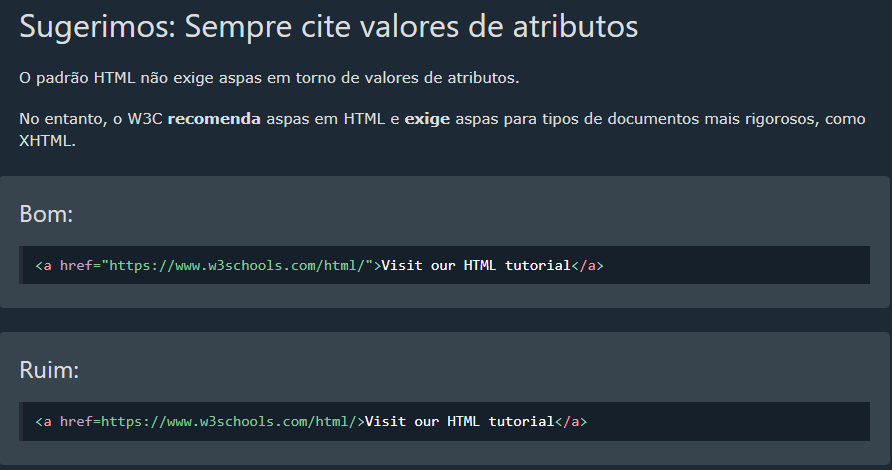 Sugerimos: Sempre cite valores de atributos
O padrão HTML não exige aspas em torno de valores de atributos.
No entanto, o W3C recomenda aspas em HTML e exige aspas para tipos de documentos mais rigorosos, como
XHTML.
Bom:
<a href="https://www.w3schools.com/html/">Visit our HTML tutorial</a>
Ruim:
<a href=https://www.w3schools.com/html/>Visit our HTML tutorial</a>